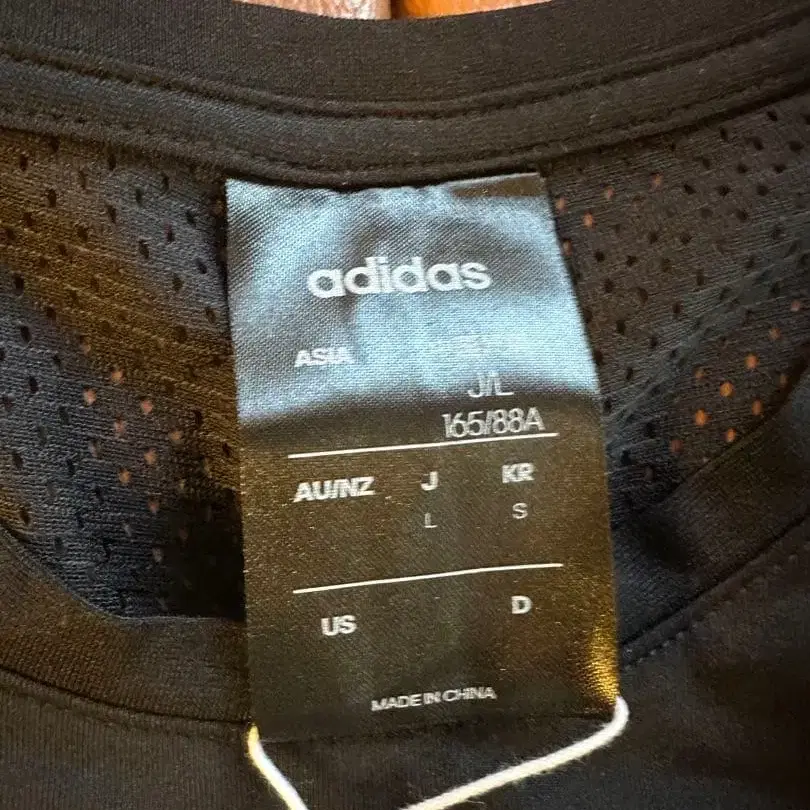 adidas
ASIA
J/L
165/88A
AU/NZ J KR
L S
US D
MADE IN CHINA